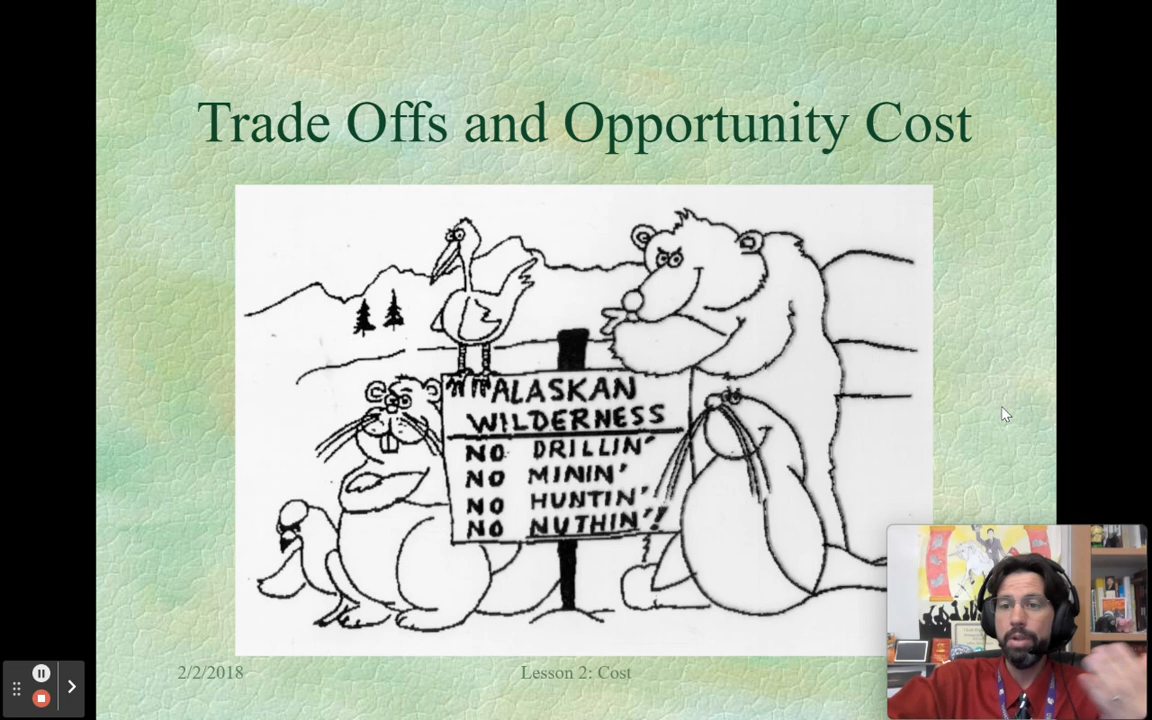 Trade Offs and Opportunity Cost
ALASKAN
WILDERNESS
NO DRILLIN'
NO MININ'
NO HUNTIN'
NO NUTHIN'!
2/2/2018
Lesson 2: Cost